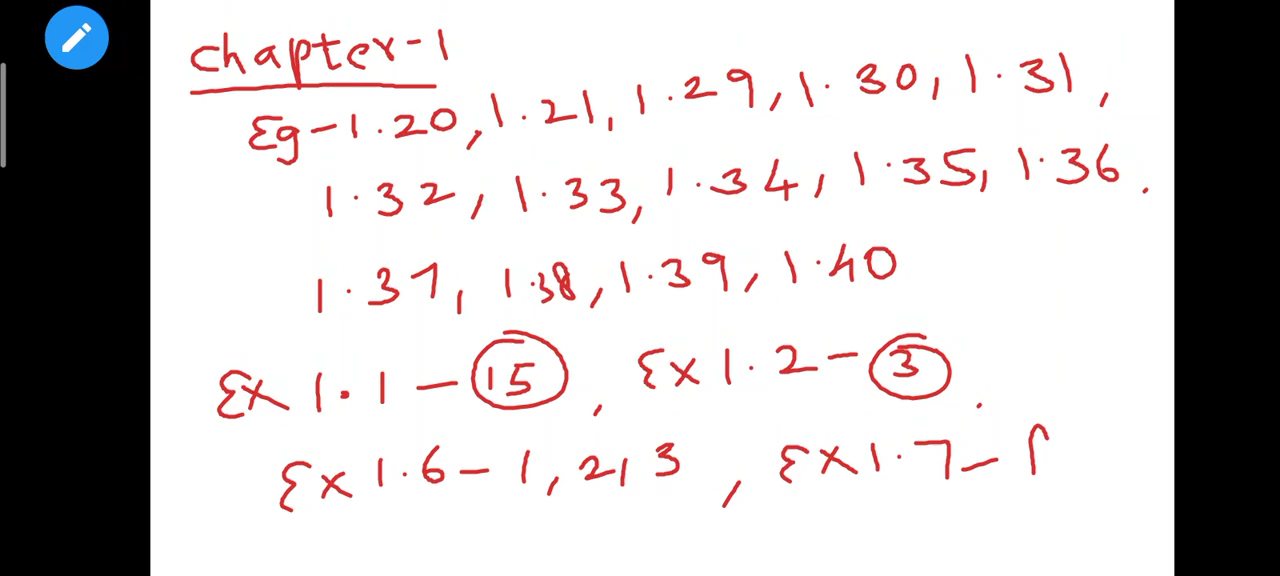 chapter-1
Eg-1.20, 1.21, 1.29, 1.30, 1.31,
1.32, 1.33, 1.34, 1.35, 1.36.
1.37, 1.38, 1.39, 1.40
Ex 1.1 - 15, Ex 1.2 - 3.
Ex 1.6 - 1, 2, 3, Ex 1.7 -